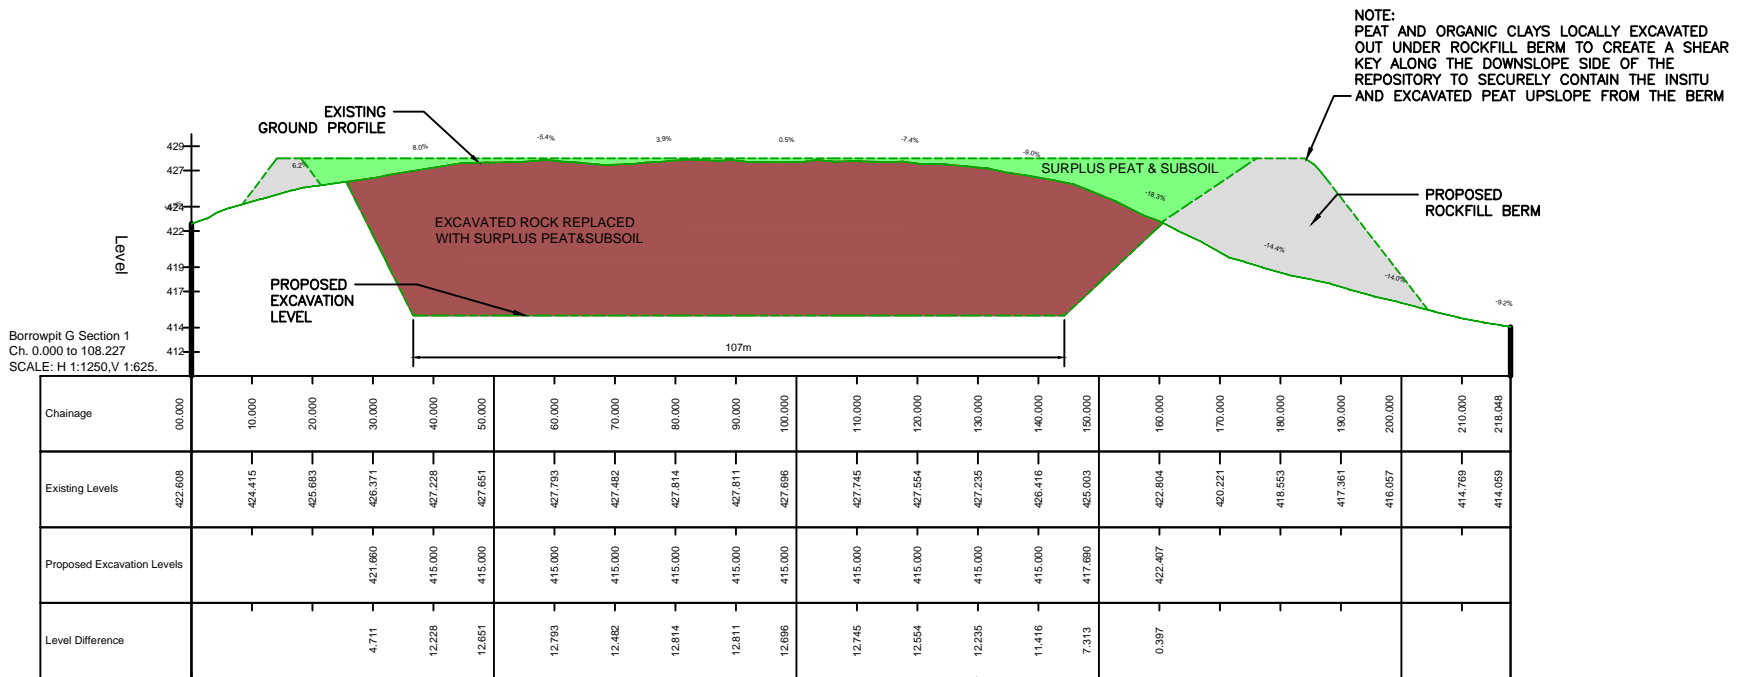 NOTE:
PEAT AND ORGANIC CLAYS LOCALLY EXCAVATED
OUT UNDER ROCKFILL BERM TO CREATE A SHEAR
KEY ALONG THE DOWNSLOPE SIDE OF THE
REPOSITORY TO SECURELY CONTAIN THE INSITU
AND EXCAVATED PEAT UPSLOPE FROM THE BERM
EXISTING
GROUND PROFILE
6.2%
8.0%
-5.4%
3.9%
0.5%
-7.4%
-9.0%
-18.3%
-14.4%
-14.0%
-9.2%
SURPLUS PEAT & SUBSOIL
PROPOSED
ROCKFILL BERM
EXCAVATED ROCK REPLACED
WITH SURPLUS PEAT&SUBSOIL
PROPOSED
EXCAVATION
LEVEL
107m
Level
429
427
424
422
419
417
414
412
Borrowpit G Section 1
Ch. 0.000 to 108.227
SCALE: H 1:1250,V 1:625.
Chainage 00.000 10.000 20.000 30.000 40.000 50.000 60.000 70.000 80.000 90.000 100.000 110.000 120.000 130.000 140.000 150.000 160.000 170.000 180.000 190.000 200.000 210.000 218.048
Existing Levels 422.608 424.415 425.683 426.371 427.228 427.651 427.793 427.482 427.814 427.811 427.696 427.745 427.554 427.235 426.416 425.003 422.804 420.221 418.553 417.361 416.057 414.769 414.059
Proposed Excavation Levels 421.660 415.000 415.000 415.000 415.000 415.000 415.000 415.000 415.000 415.000 415.000 415.000 417.690 422.407
Level Difference 4.711 12.228 12.651 12.793 12.482 12.814 12.811 12.696 12.745 12.554 12.235 11.416 7.313 0.397